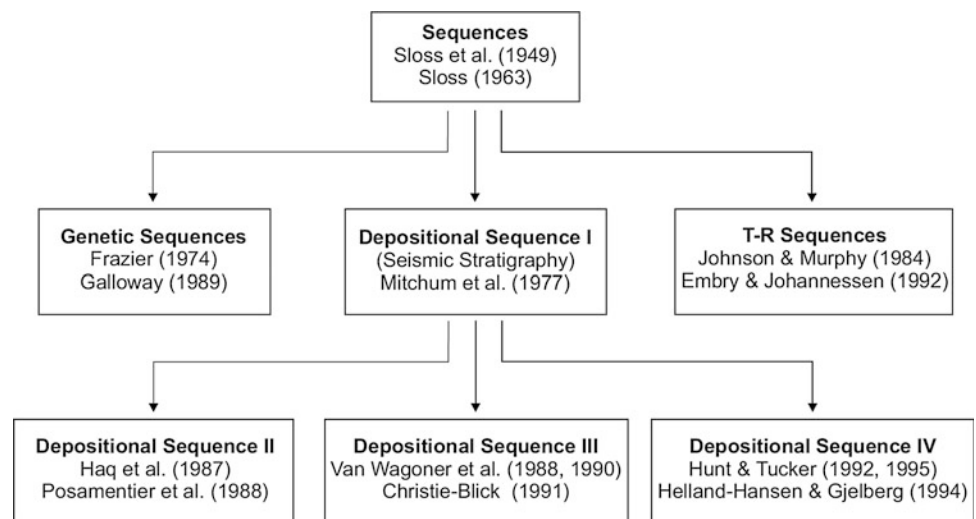 Sequences
Sloss et al. (1949)
Sloss (1963)
Genetic Sequences
Frazier (1974)
Galloway (1989)
Depositional Sequence I
(Seismic Stratigraphy)
Mitchum et al. (1977)
T-R Sequences
Johnson & Murphy (1984)
Embry & Johannessen (1992)
Depositional Sequence II
Haq et al. (1987)
Posamentier et al. (1988)
Depositional Sequence III
Van Wagoner et al. (1988, 1990)
Christie-Blick (1991)
Depositional Sequence IV
Hunt & Tucker (1992, 1995)
Helland-Hansen & Gjelberg (1994)